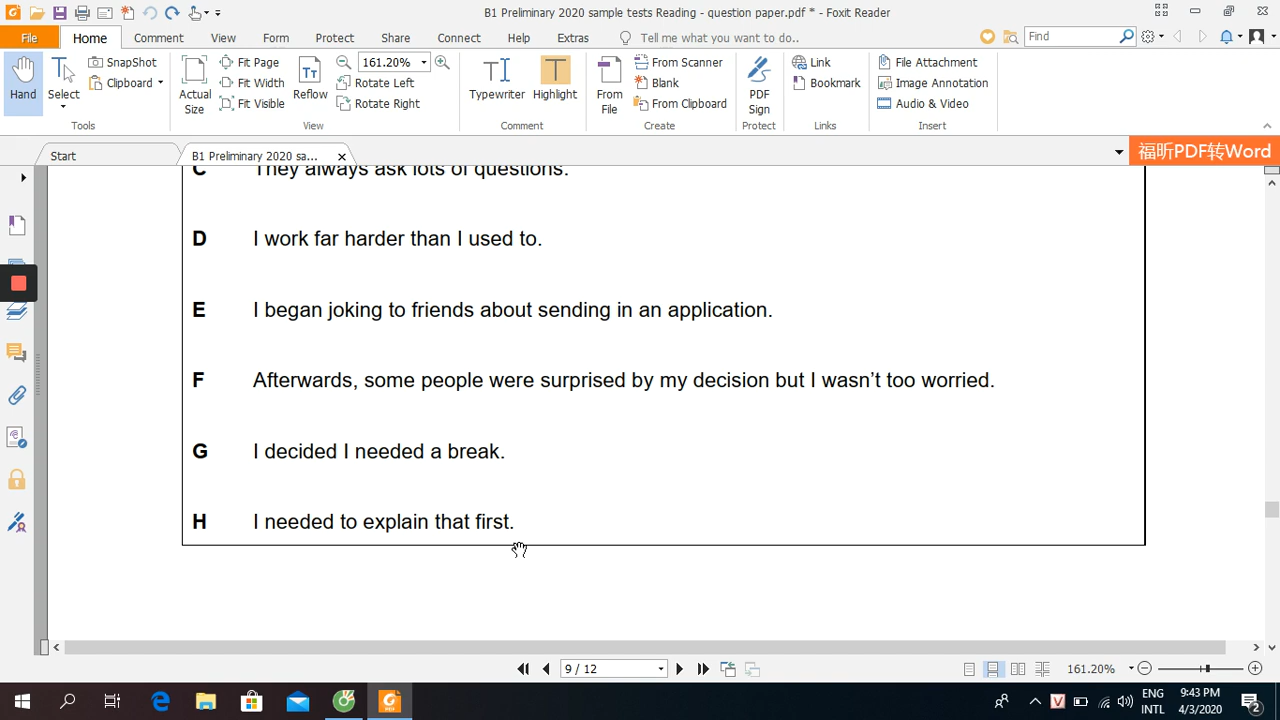 B1 Preliminary 2020 sample tests Reading - question paper.pdf * - Foxit Reader
File Home Comment View Form Protect Share Connect Help Extras Tell me what you want to do.. Find
Hand
Select
SnapShot
Clipboard
Tools
Actual Size
Fit Page
Fit Width
Fit Visible
Reflow
161.20%
Rotate Left
Rotate Right
View
Typewriter
Highlight
Comment
From File
From Scanner
Blank
From Clipboard
Create
PDF Sign
Protect
Link
Bookmark
Links
File Attachment
Image Annotation
Audio & Video
Insert
Start
B1 Preliminary 2020 sa...
福昕PDF转Word
C They always ask lots of questions.
D I work far harder than I used to.
E I began joking to friends about sending in an application.
F Afterwards, some people were surprised by my decision but I wasn't too worried.
G I decided I needed a break.
H I needed to explain that first.
9 / 12
161.20%
ENG
INTL
9:43 PM
4/3/2020
2